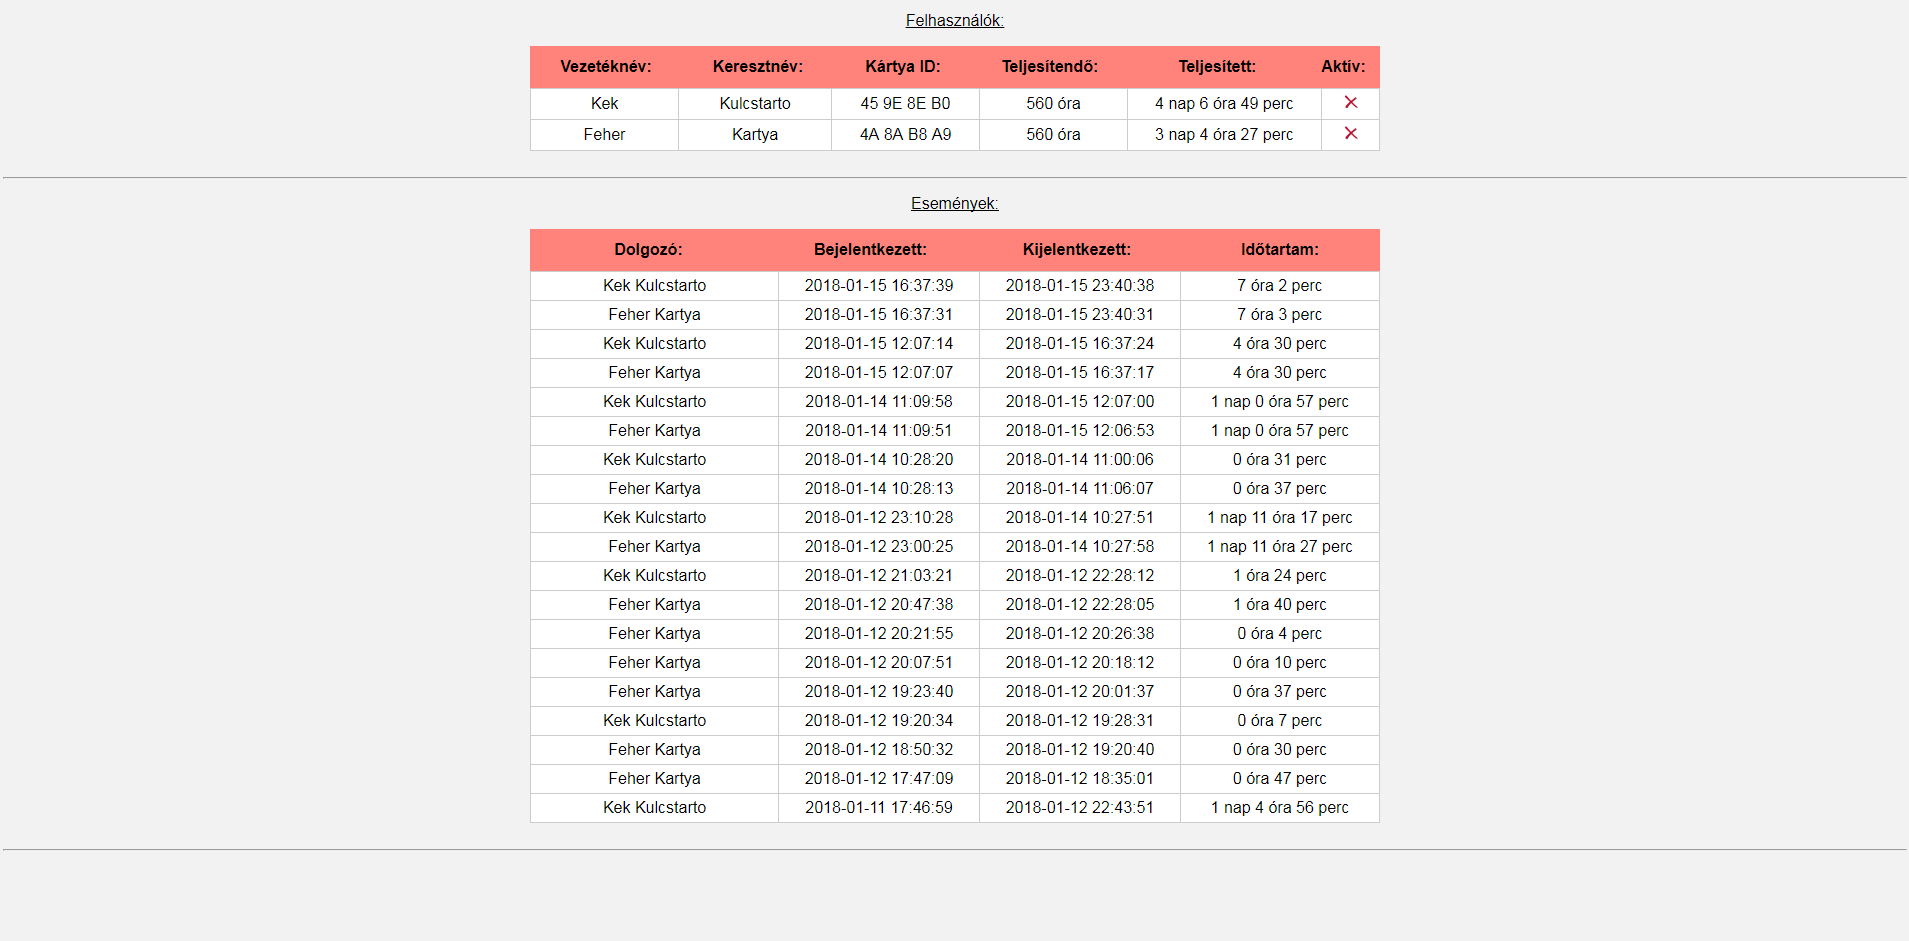 Felhasználók:
Vezetéknév: Keresztnév: Kártya ID: Teljesítendő: Teljesített: Aktív:
Kek Kulcstarto 45 9E 8E B0 560 óra 4 nap 6 óra 49 perc
Feher Kartya 4A 8A B8 A9 560 óra 3 nap 4 óra 27 perc
Események:
Dolgozó: Bejelentkezett: Kijelentkezett: Időtartam:
Kek Kulcstarto 2018-01-15 16:37:39 2018-01-15 23:40:38 7 óra 2 perc
Feher Kartya 2018-01-15 16:37:31 2018-01-15 23:40:31 7 óra 3 perc
Kek Kulcstarto 2018-01-15 12:07:14 2018-01-15 16:37:24 4 óra 30 perc
Feher Kartya 2018-01-15 12:07:07 2018-01-15 16:37:17 4 óra 30 perc
Kek Kulcstarto 2018-01-14 11:09:58 2018-01-15 12:07:00 1 nap 0 óra 57 perc
Feher Kartya 2018-01-14 11:09:51 2018-01-15 12:06:53 1 nap 0 óra 57 perc
Kek Kulcstarto 2018-01-14 10:28:20 2018-01-14 11:00:06 0 óra 31 perc
Feher Kartya 2018-01-14 10:28:13 2018-01-14 11:06:07 0 óra 37 perc
Kek Kulcstarto 2018-01-12 23:10:28 2018-01-14 10:27:51 1 nap 11 óra 17 perc
Feher Kartya 2018-01-12 23:00:25 2018-01-14 10:27:58 1 nap 11 óra 27 perc
Kek Kulcstarto 2018-01-12 21:03:21 2018-01-12 22:28:12 1 óra 24 perc
Feher Kartya 2018-01-12 20:47:38 2018-01-12 22:28:05 1 óra 40 perc
Feher Kartya 2018-01-12 20:21:55 2018-01-12 20:26:38 0 óra 4 perc
Feher Kartya 2018-01-12 20:07:51 2018-01-12 20:18:12 0 óra 10 perc
Feher Kartya 2018-01-12 19:23:40 2018-01-12 20:01:37 0 óra 37 perc
Kek Kulcstarto 2018-01-12 19:20:34 2018-01-12 19:28:31 0 óra 7 perc
Feher Kartya 2018-01-12 18:50:32 2018-01-12 19:20:40 0 óra 30 perc
Feher Kartya 2018-01-12 17:47:09 2018-01-12 18:35:01 0 óra 47 perc
Kek Kulcstarto 2018-01-11 17:46:59 2018-01-12 22:43:51 1 nap 4 óra 56 perc